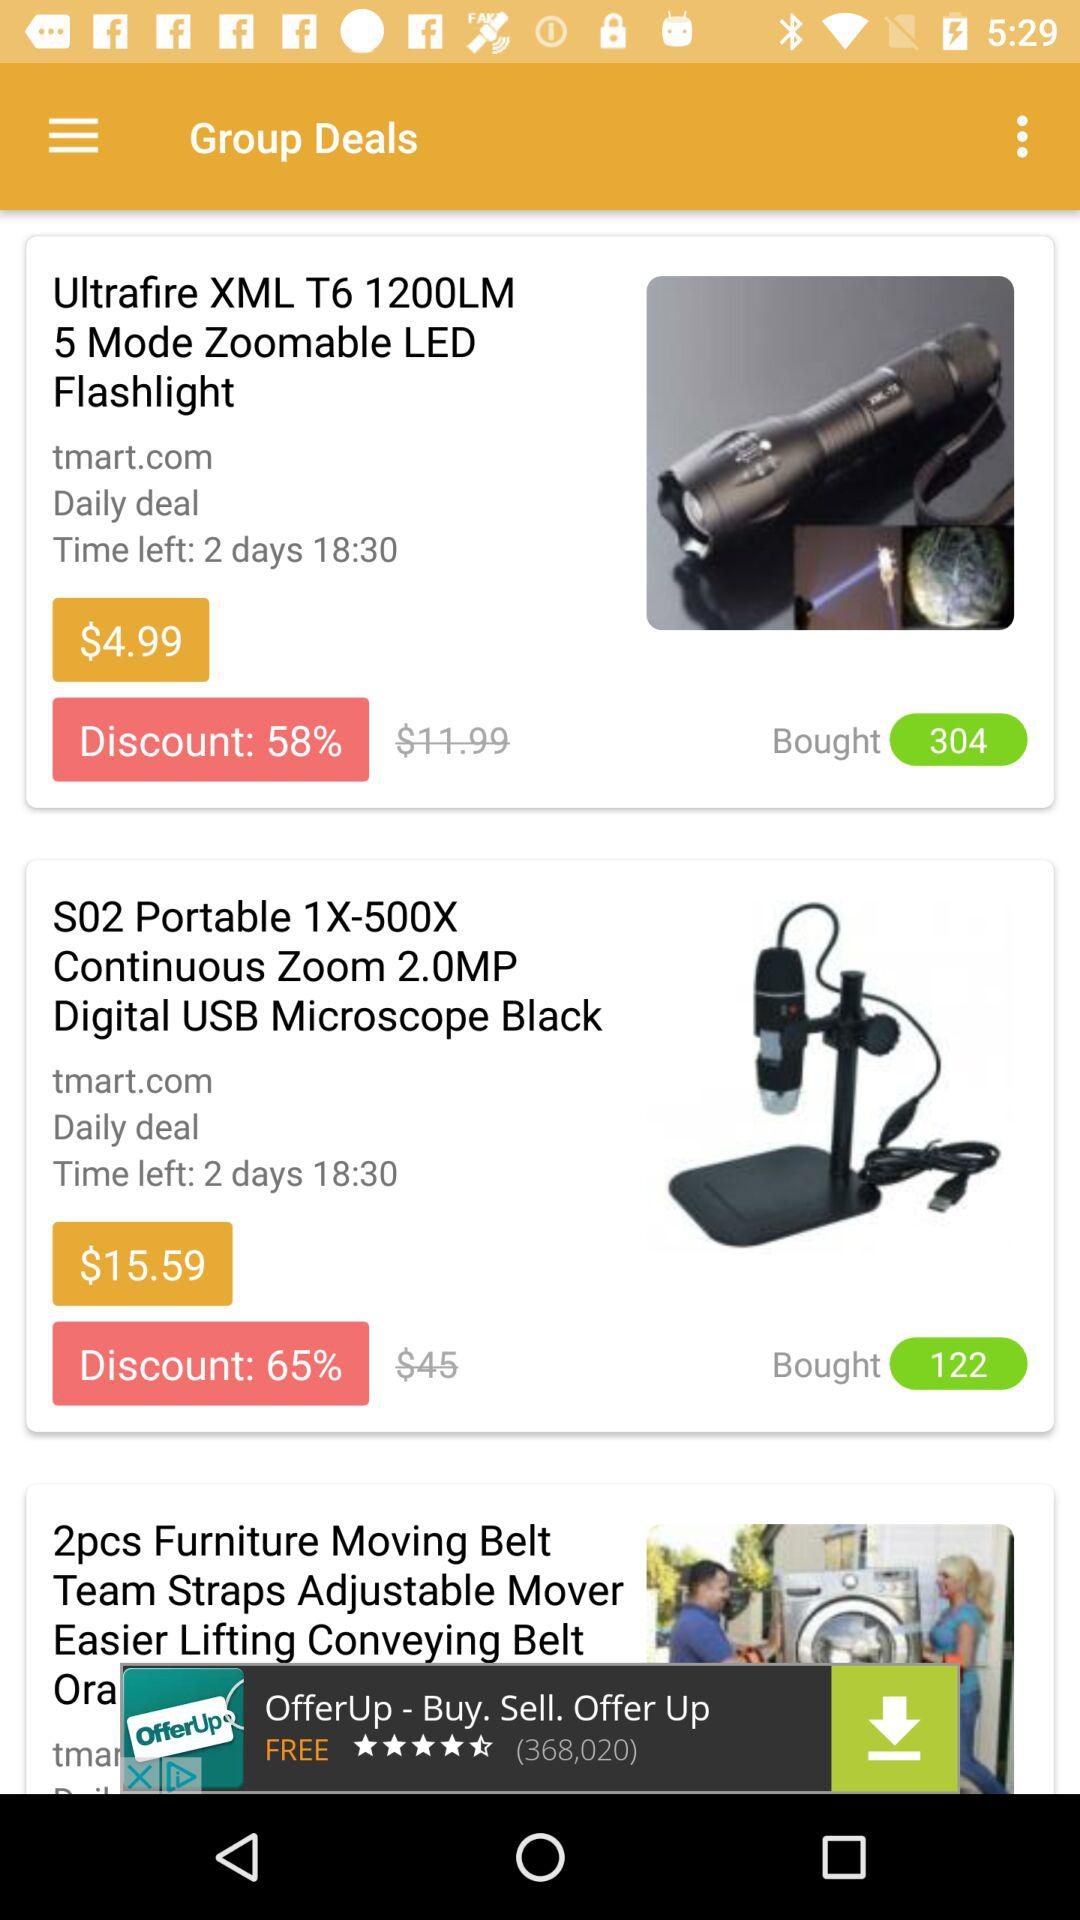 FAKE
5:29
Group Deals
Ultrafire XML T6 1200LM
5 Mode Zoomable LED
Flashlight
tmart.com
Daily deal
Time left: 2 days 18:30
$4.99
Discount: 58%
$11.99
Bought 304
XML-T6
S02 Portable 1X-500X
Continuous Zoom 2.0MP
Digital USB Microscope Black
tmart.com
Daily deal
Time left: 2 days 18:30
$15.59
Discount: 65%
$45
Bought 122
2pcs Furniture Moving Belt
Team Straps Adjustable Mover
Easier Lifting Conveying Belt
Ora
OfferUp
OfferUp - Buy. Sell. Offer Up
FREE
(368,020)
tmar